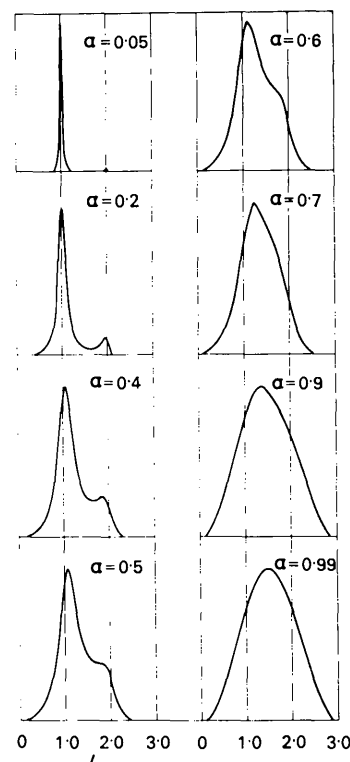 α = 0·05
α = 0·6
α = 0·2
α = 0·7
α = 0·4
α = 0·9
α = 0·5
α = 0·99
0 1·0 2·0 3·0 0 1·0 2·0 3·0